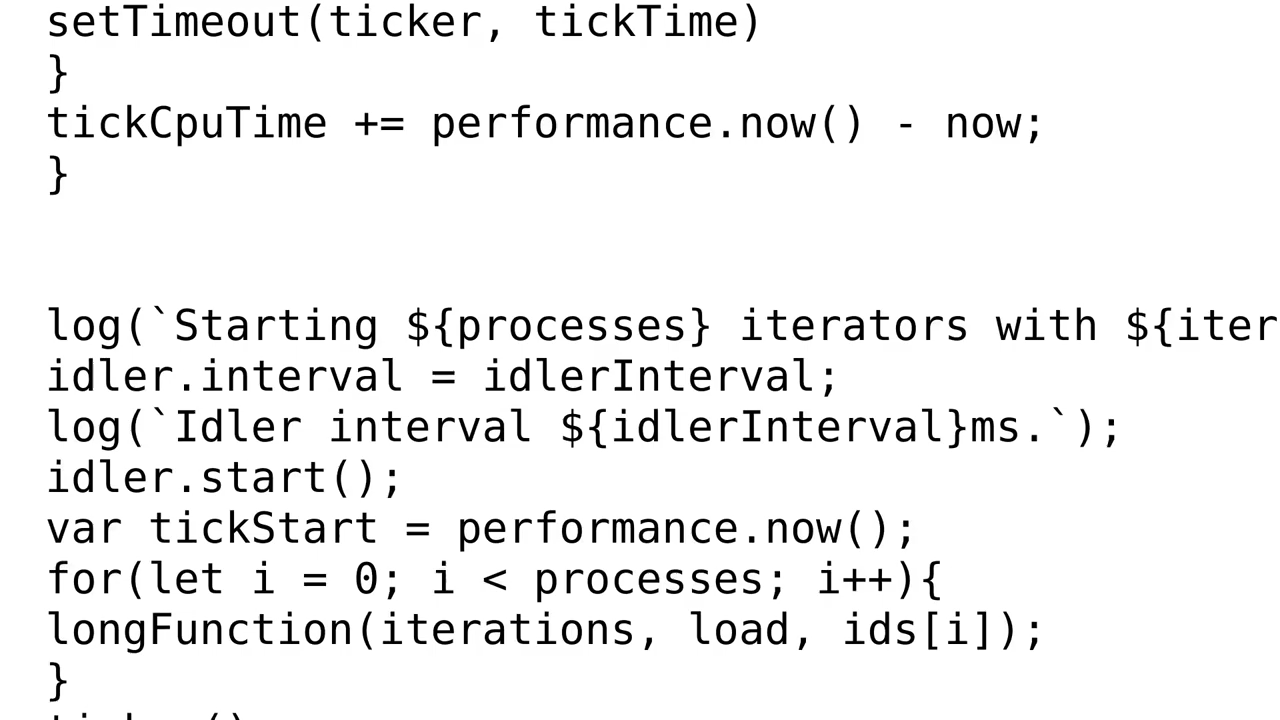 setTimeout(ticker, tickTime)
}
tickCpuTime += performance.now() - now;
}
log(`Starting ${processes} iterators with ${iter
idler.interval = idlerInterval;
log(`Idler interval ${idlerInterval}ms.`);
idler.start();
var tickStart = performance.now();
for(let i = 0; i < processes; i++){
longFunction(iterations, load, ids[i]);
}